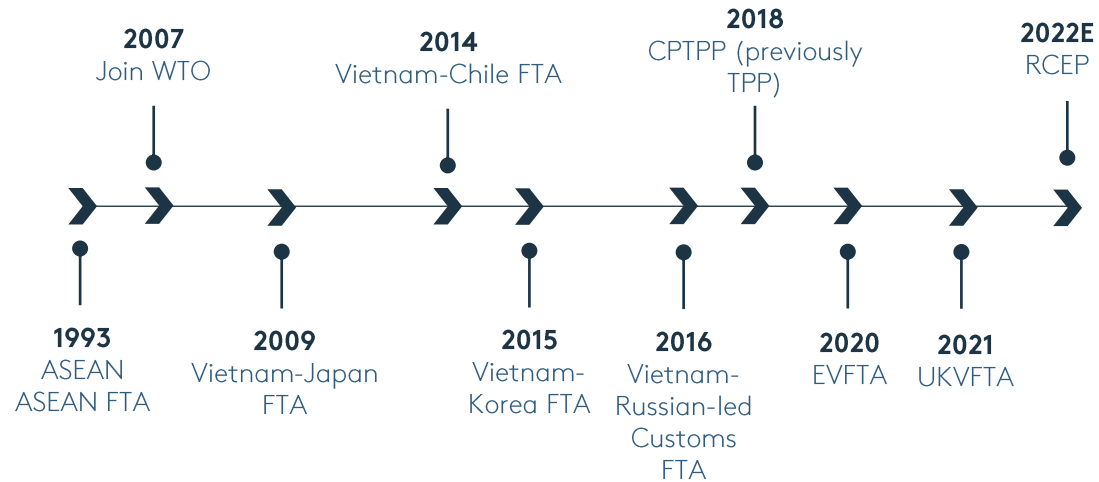 2007
Join WTO
2014
Vietnam-Chile FTA
2018
CPTPP (previously
TPP)
2022E
RCEP
1993
ASEAN
ASEAN FTA
2009
Vietnam-Japan
FTA
2015
Vietnam-
Korea FTA
2016
Vietnam-
Russian-led
Customs
FTA
2020
EVFTA
2021
UKVFTA